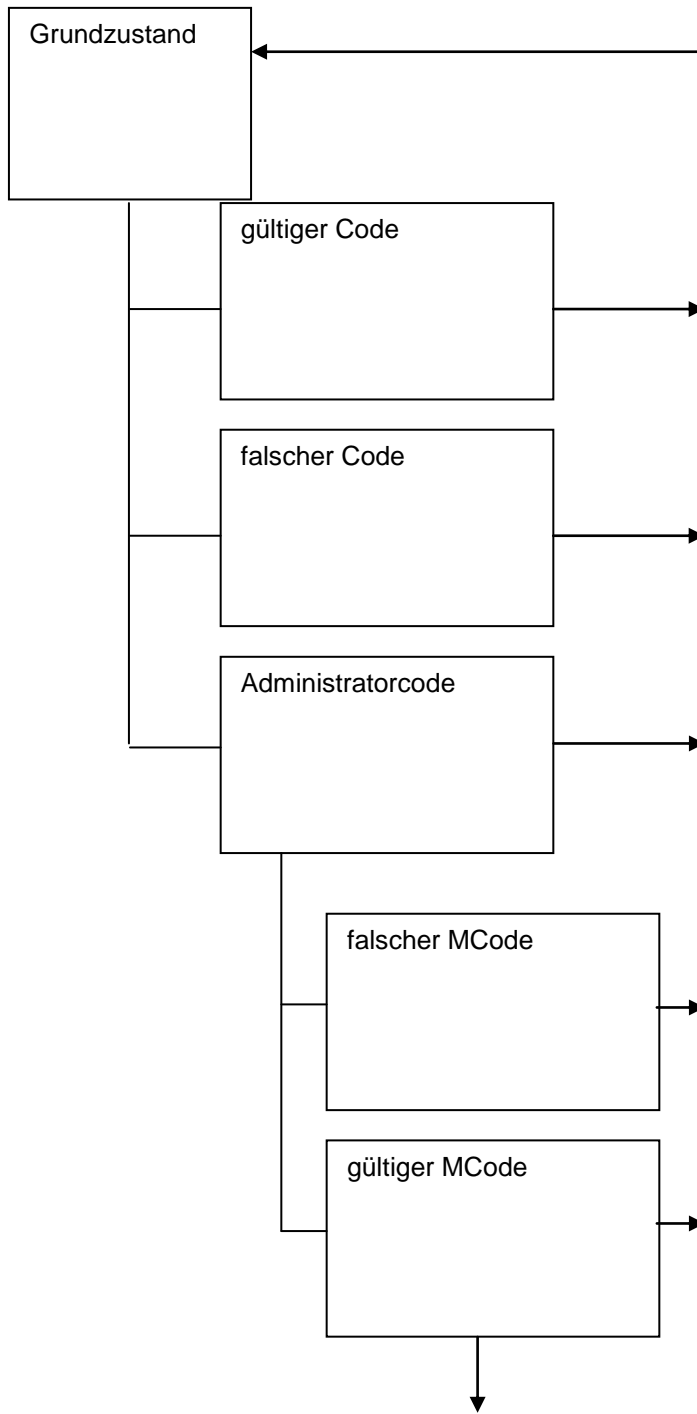 Grundzustand
gültiger Code
falscher Code
Administratorcode
falscher MCode
gültiger MCode